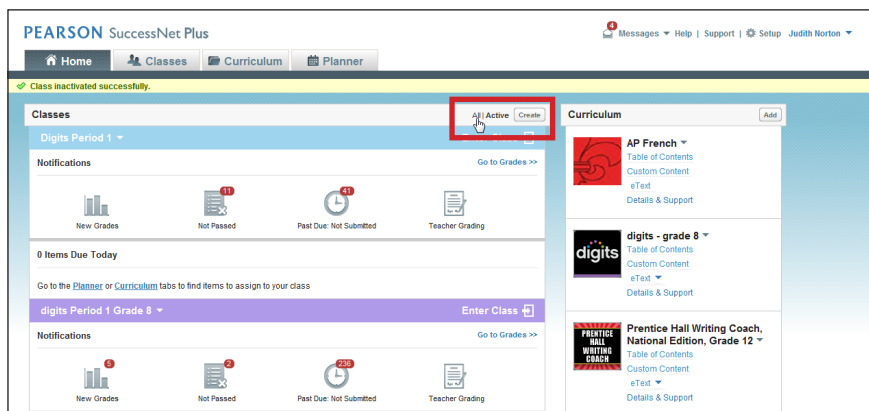 PEARSON SuccessNet Plus
4
Messages Help | Support | Setup Judith Norton
Home Classes Curriculum Planner
Class inactivated successfully.
Classes
All | Active Create
Digits Period 1
Notifications
Go to Grades >>
11
41
New Grades Not Passed Past Due: Not Submitted Teacher Grading
0 Items Due Today
Go to the Planner or Curriculum tabs to find items to assign to your class
digits Period 1 Grade 8
Enter Class
Notifications
Go to Grades >>
5
2
236
New Grades Not Passed Past Due: Not Submitted Teacher Grading
Curriculum
Add
AP French
Table of Contents
Custom Content
eText
Details & Support
digits
digits - grade 8
Table of Contents
Custom Content
eText
Details & Support
PRENTICE
HALL
WRITING
COACH
Prentice Hall Writing Coach,
National Edition, Grade 12
Table of Contents
Custom Content
eText
Details & Support